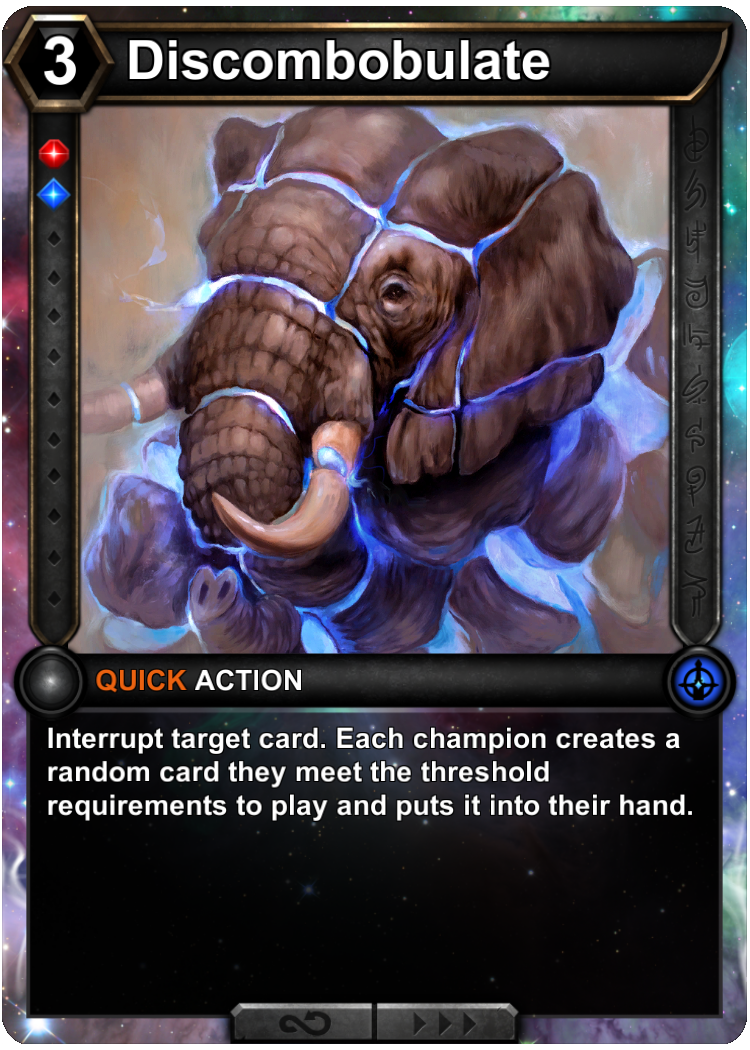 3
Discombobulate
QUICK ACTION
Interrupt target card. Each champion creates a
random card they meet the threshold
requirements to play and puts it into their hand.